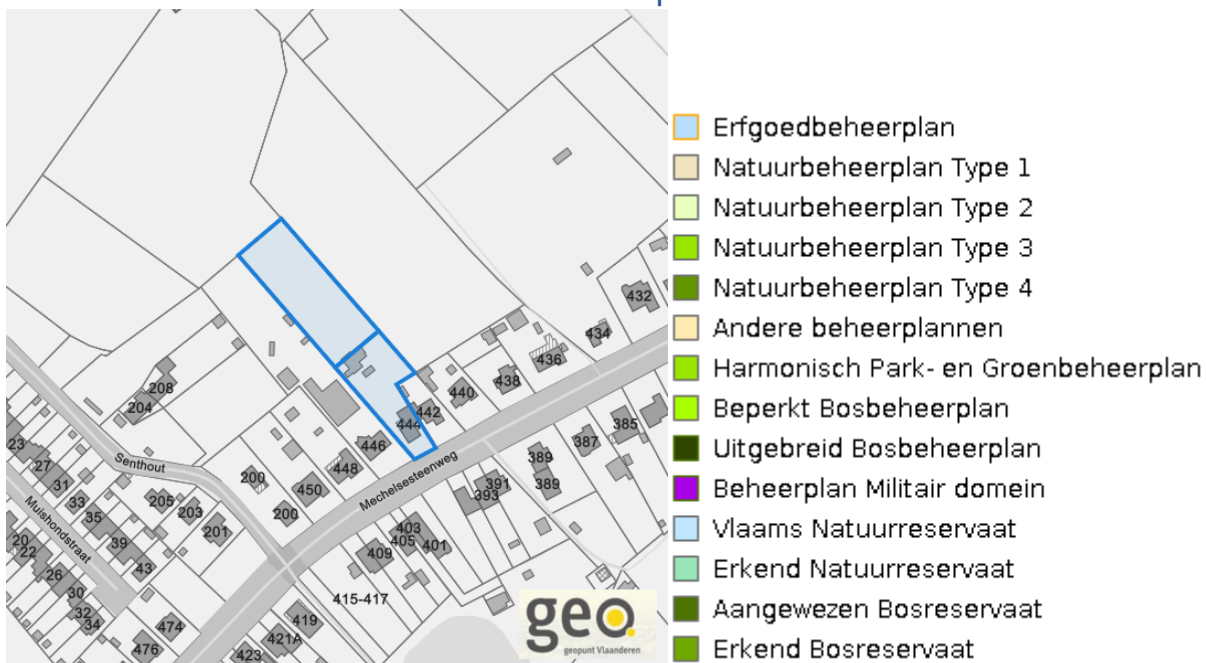 432
434
436
438
440
442
444
446
448
450
200
200
208
204
Senthout
205
203
201
Mechelsesteenweg
Muishondstraat
23
27
31
33
35
39
43
20
22
26
30
32
34
474
476
385
387
389
389
391
393
403
405
401
409
415-417
419
421A
423
geo.
geopunt Vlaanderen
Erfgoedbeheerplan
Natuurbeheerplan Type 1
Natuurbeheerplan Type 2
Natuurbeheerplan Type 3
Natuurbeheerplan Type 4
Andere beheerplannen
Harmonisch Park- en Groenbeheerplan
Beperkt Bosbeheerplan
Uitgebreid Bosbeheerplan
Beheerplan Militair domein
Vlaams Natuurreservaat
Erkend Natuurreservaat
Aangewezen Bosreservaat
Erkend Bosreservaat